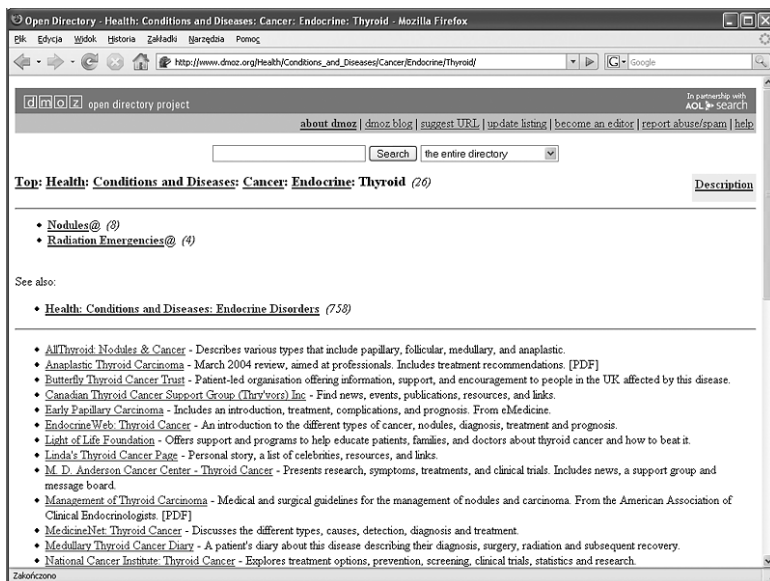 Open Directory - Health: Conditions and Diseases: Cancer: Endocrine: Thyroid - Mozilla Firefox
Plik Edycja Widok Historia Zakładki Narzędzia Pomoc
http://www.dmoz.org/Health/Conditions_and_Diseases/Cancer/Endocrine/Thyroid/
G Google
dmoz open directory project
In partnership with
AOL search
about dmoz | dmoz blog | suggest URL | update listing | become an editor | report abuse/spam | help
Search the entire directory
Top: Health: Conditions and Diseases: Cancer: Endocrine: Thyroid (26)
Description
Nodules@ (8)
Radiation Emergencies@ (4)
See also:
Health: Conditions and Diseases: Endocrine Disorders (758)
AllThyroid: Nodules & Cancer - Describes various types that include papillary, follicular, medullary, and anaplastic.
Anaplastic Thyroid Carcinoma - March 2004 review, aimed at professionals. Includes treatment recommendations. [PDF]
Butterfly Thyroid Cancer Trust - Patient-led organisation offering information, support, and encouragement to people in the UK affected by this disease.
Canadian Thyroid Cancer Support Group (Thry'vors) Inc - Find news, events, publications, resources, and links.
Early Papillary Carcinoma - Includes an introduction, treatment, complications, and prognosis. From eMedicine.
EndocrineWeb: Thyroid Cancer - An introduction to the different types of cancer, nodules, diagnosis, treatment and prognosis.
Light of Life Foundation - Offers support and programs to help educate patients, families, and doctors about thyroid cancer and how to beat it.
Linda's Thyroid Cancer Page - Personal story, a list of celebrities, resources, and links.
M. D. Anderson Cancer Center - Thyroid Cancer - Presents research, symptoms, treatments, and clinical trials. Includes news, a support group and
message board.
Management of Thyroid Carcinoma - Medical and surgical guidelines for the management of nodules and carcinoma. From the American Association of
Clinical Endocrinologists. [PDF]
MedicineNet: Thyroid Cancer - Discusses the different types, causes, detection, diagnosis and treatment.
Medullary Thyroid Cancer Diary - A patient's diary about this disease describing their diagnosis, surgery, radiation and subsequent recovery.
National Cancer Institute: Thyroid Cancer - Explores treatment options, prevention, screening, clinical trials, statistics and research.
Zakończono